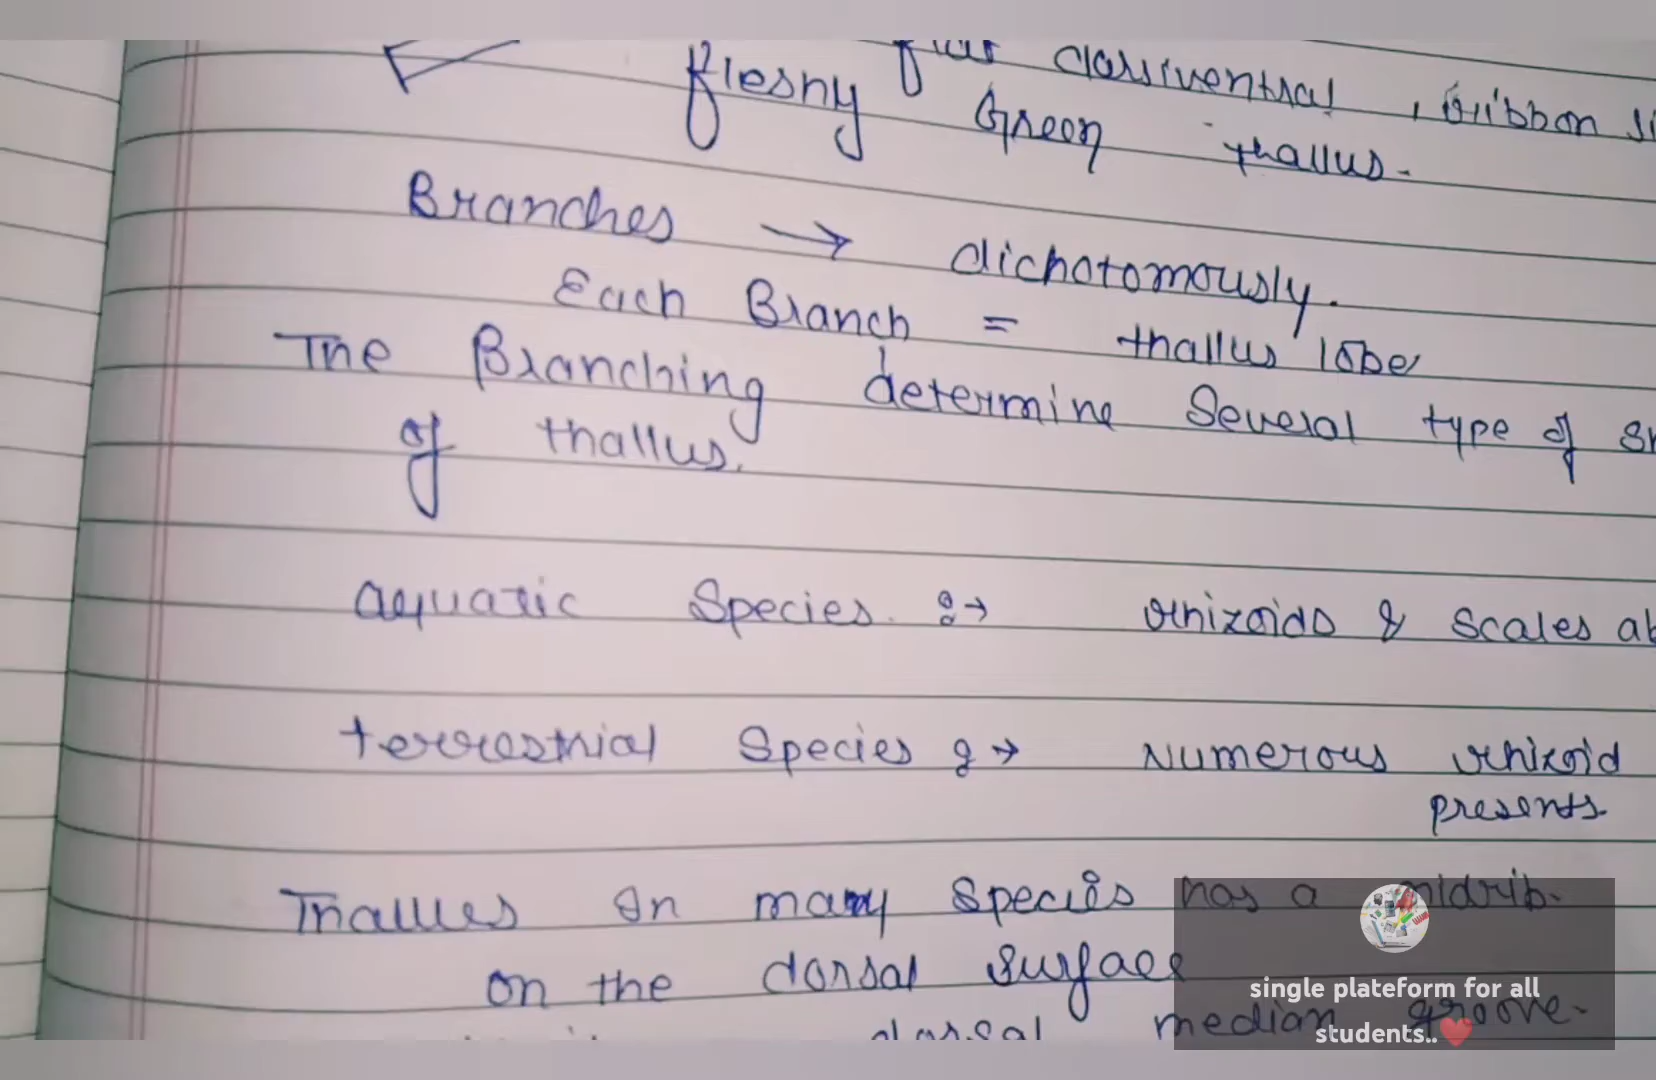 flat dorsiventral, ribbon
fleshy Green thallus.
Branches → dichotomously.
Each Branch = thallus lobe
The Branching determine Several type of
of thallus.
aquatic Species :→ rhizoids & scales
terrestrial Species :→ Numerous rhizoid
presents.
Thallus In many Species has a midrib.
on the dorsal surface
dorsal median groove.
single plateform for all
students..❤️